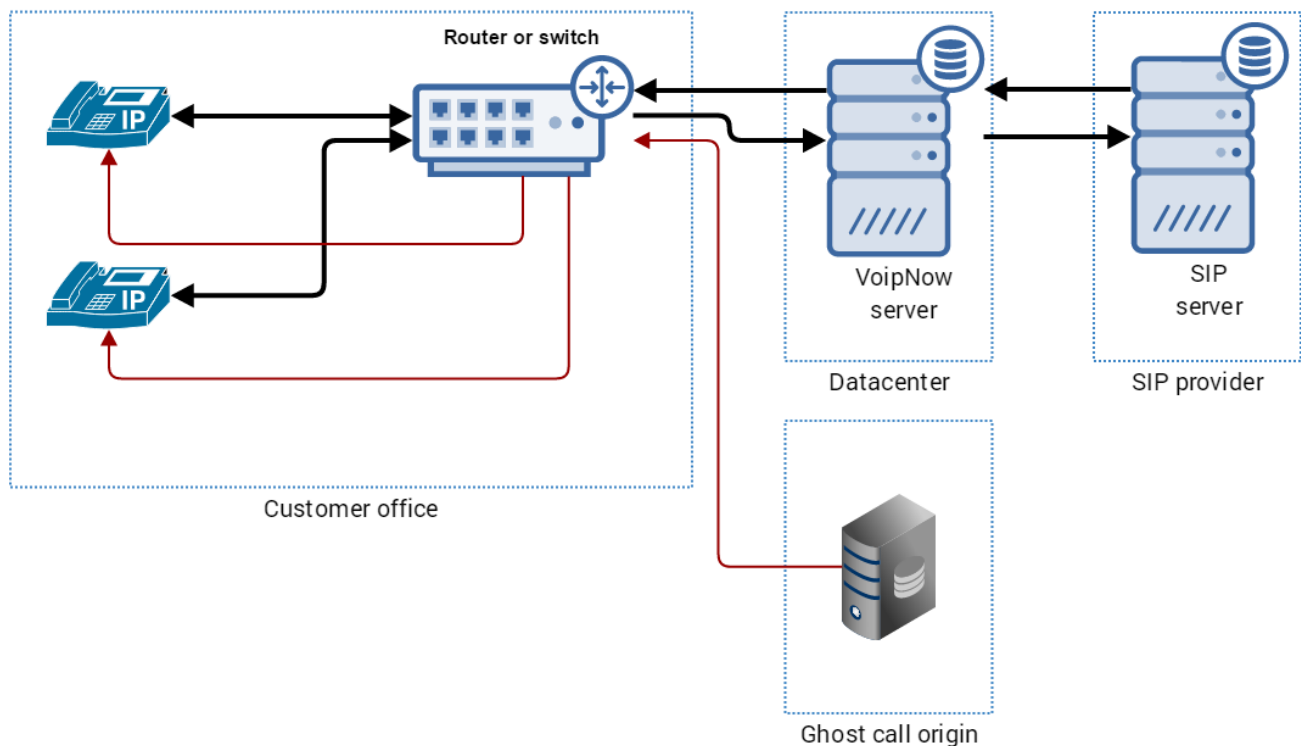 Router or switch
IP
IP
VoipNow
server
SIP
server
Datacenter
SIP provider
Customer office
Ghost call origin